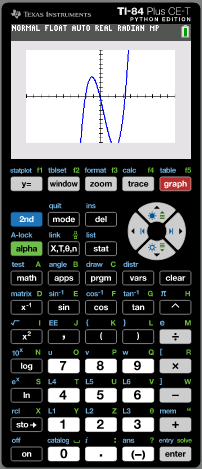 TEXAS INSTRUMENTS TI-84 Plus CE-T
PYTHON EDITION
NORMAL FLOAT AUTO REAL RADIAN MP
statplot f1 tblset f2 format f3 calc f4 table f5
y= window zoom trace graph
quit ins
2nd mode del
A-lock link list
alpha X,T,θ,n stat
test A angle B draw C distr
math apps prgm vars clear
matrix D sin⁻¹ E cos⁻¹ F tan⁻¹ G π H
x⁻¹ sin cos tan ^
√ I EE J { K } L e M
x² , ( ) ÷
10ˣ N u O v P w Q [ R
log 7 8 9 ×
eˣ S L4 T L5 U L6 V ] W
ln 4 5 6 −
rcl X L1 Y L2 Z L3 θ mem "
sto→ 1 2 3 +
off catalog i : ans ? entry solve
on 0 . (−) enter